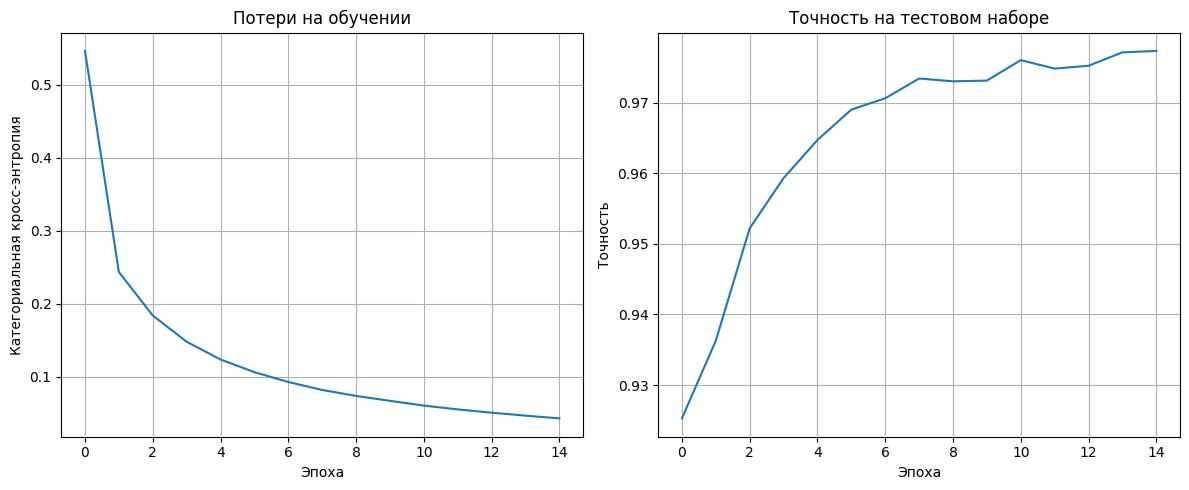 Потери на обучении
Категориальная кросс-энтропия
0.5
0.4
0.3
0.2
0.1
0 2 4 6 8 10 12 14
Эпоха
Точность на тестовом наборе
Точность
0.97
0.96
0.95
0.94
0.93
0 2 4 6 8 10 12 14
Эпоха